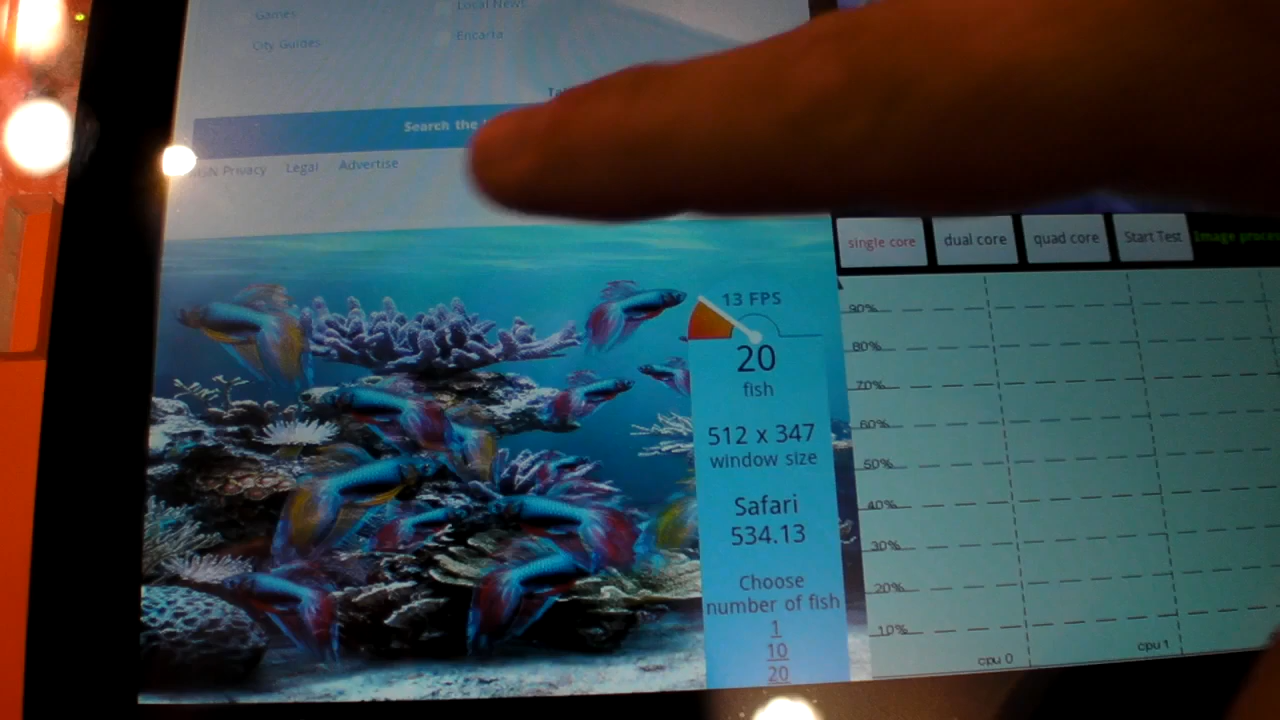 Games
Local News
City Guides
Encarta
Search the
Privacy Legal Advertise
single core
dual core
quad core
Start Test
Image proces
13 FPS
20
fish
512 x 347
window size
Safari
534.13
Choose
number of fish
1
10
20
90%
80%
70%
60%
50%
40%
30%
20%
10%
cpu 0
cpu 1